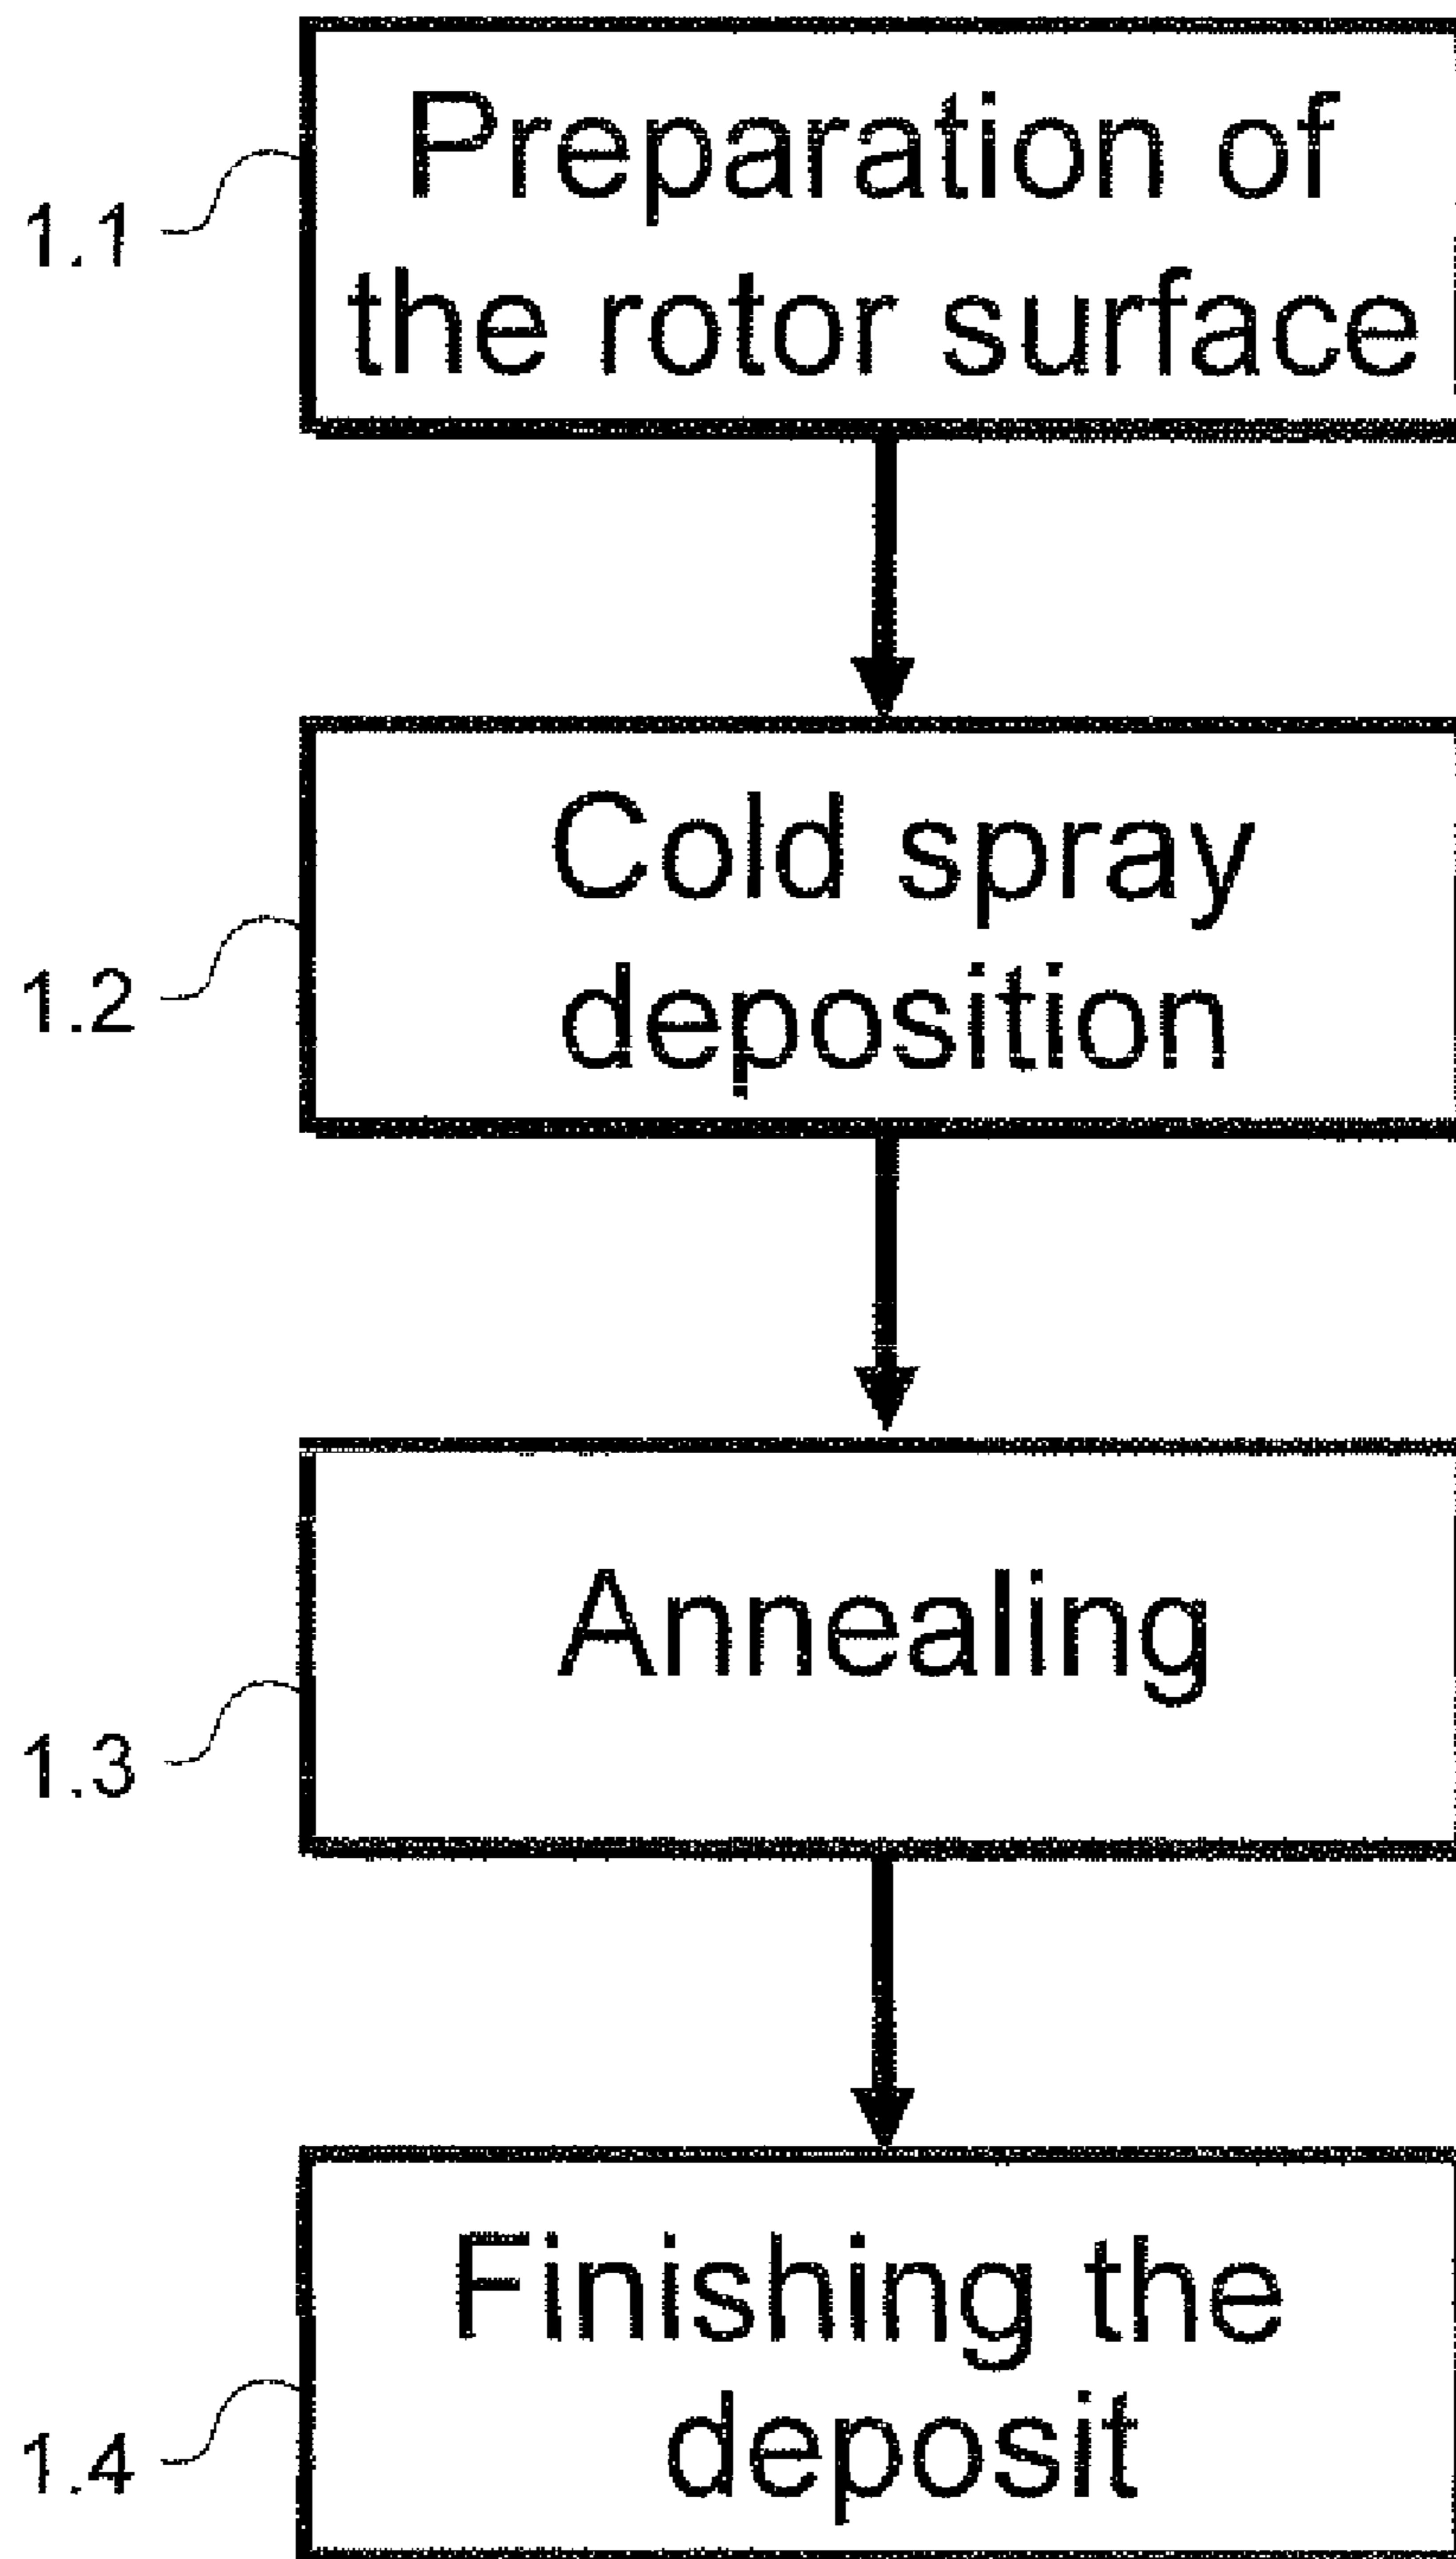 Preparation of
the rotor surface
1.1
Cold spray
deposition
1.2
Annealing
1.3
Finishing the
deposit
1.4